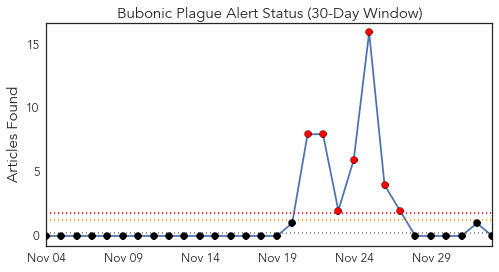 Bubonic Plague Alert Status (30-Day Window)
Articles Found
15
10
5
0
Nov 04 Nov 09 Nov 14 Nov 19 Nov 24 Nov 29